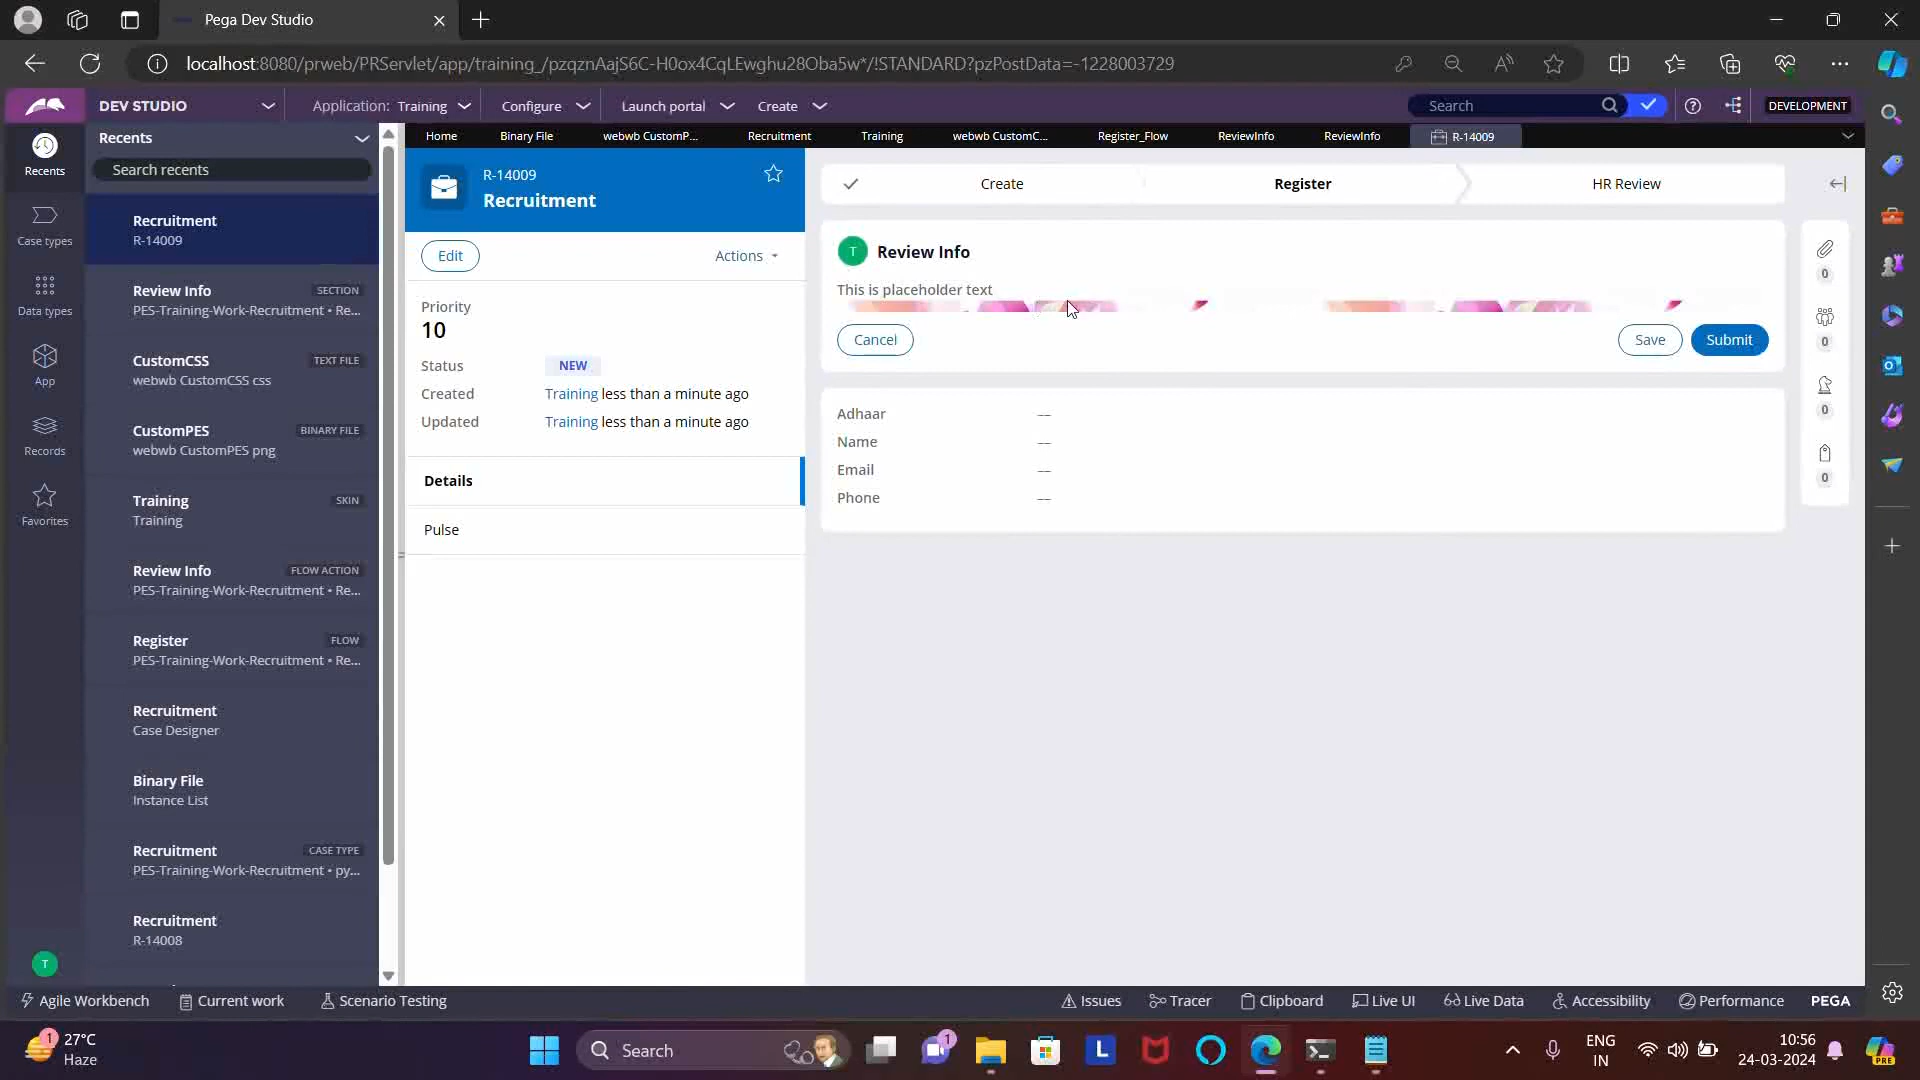 Pega Dev Studio
localhost:8080/prweb/PRServlet/app/training_/pzqznAajS6C-H0ox4CqLEwghu28Oba5w*/!STANDARD?pzPostData=-1228003729
DEV STUDIO
Application: Training
Configure
Launch portal
Create
Search
DEVELOPMENT
Recents
Home
Binary File
webwb CustomP...
Recruitment
Training
webwb CustomC...
Register_Flow
ReviewInfo
ReviewInfo
R-14009
Recents
Case types
Data types
App
Records
Favorites
T
Search recents
Recruitment
R-14009
Review Info SECTION
PES-Training-Work-Recruitment • Re...
CustomCSS TEXT FILE
webwb CustomCSS css
CustomPES BINARY FILE
webwb CustomPES png
Training SKIN
Training
Review Info FLOW ACTION
PES-Training-Work-Recruitment • Re...
Register FLOW
PES-Training-Work-Recruitment • Re...
Recruitment
Case Designer
Binary File
Instance List
Recruitment CASE TYPE
PES-Training-Work-Recruitment • py...
Recruitment
R-14008
R-14009
Recruitment
Edit
Actions
Priority
10
Status NEW
Created Training less than a minute ago
Updated Training less than a minute ago
Details
Pulse
Create
Register
HR Review
T Review Info
This is placeholder text
Cancel
Save
Submit
Adhaar --
Name --
Email --
Phone --
0
0
0
0
Agile Workbench
Current work
Scenario Testing
Issues
Tracer
Clipboard
Live UI
Live Data
Accessibility
Performance
PEGA
1
27°C
Haze
Search
1
L
ENG
IN
10:56
24-03-2024
PRE